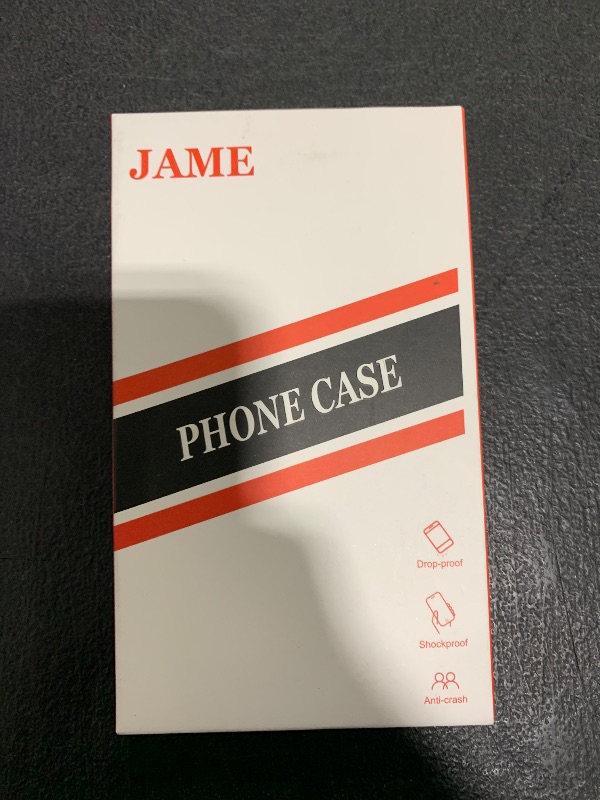 JAME
PHONE CASE
Drop-proof
Shockproof
Anti-crash